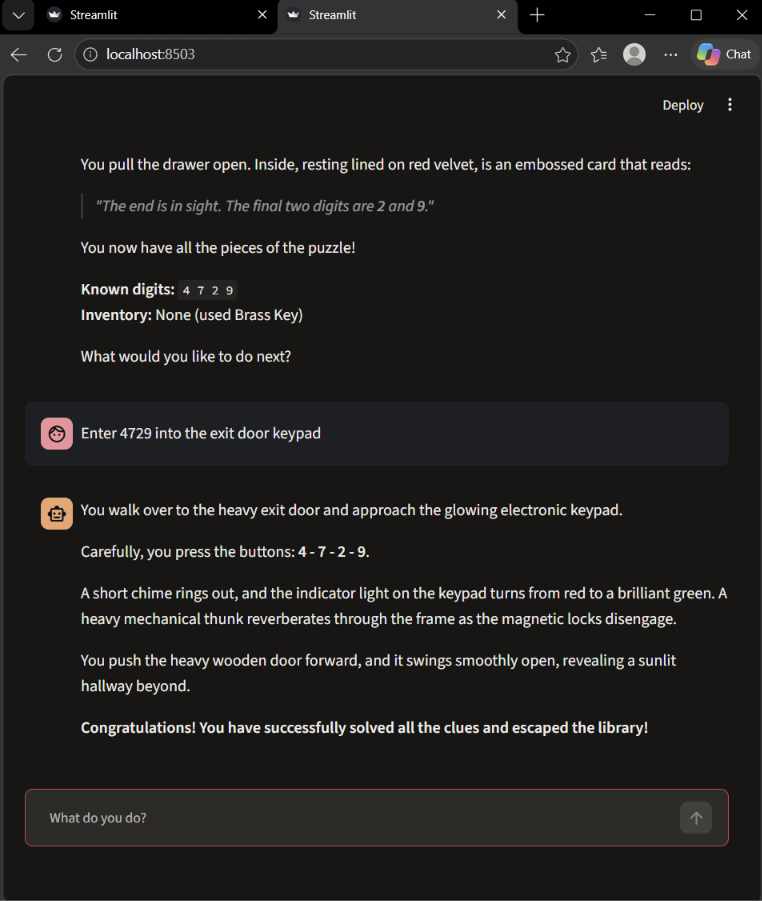 Streamlit
Streamlit
localhost:8503
Chat
Deploy
You pull the drawer open. Inside, resting lined on red velvet, is an embossed card that reads:
"The end is in sight. The final two digits are 2 and 9."
You now have all the pieces of the puzzle!
Known digits: 4 7 2 9
Inventory: None (used Brass Key)
What would you like to do next?
Enter 4729 into the exit door keypad
You walk over to the heavy exit door and approach the glowing electronic keypad.
Carefully, you press the buttons: 4 - 7 - 2 - 9.
A short chime rings out, and the indicator light on the keypad turns from red to a brilliant green. A
heavy mechanical thunk reverberates through the frame as the magnetic locks disengage.
You push the heavy wooden door forward, and it swings smoothly open, revealing a sunlit
hallway beyond.
Congratulations! You have successfully solved all the clues and escaped the library!
What do you do?